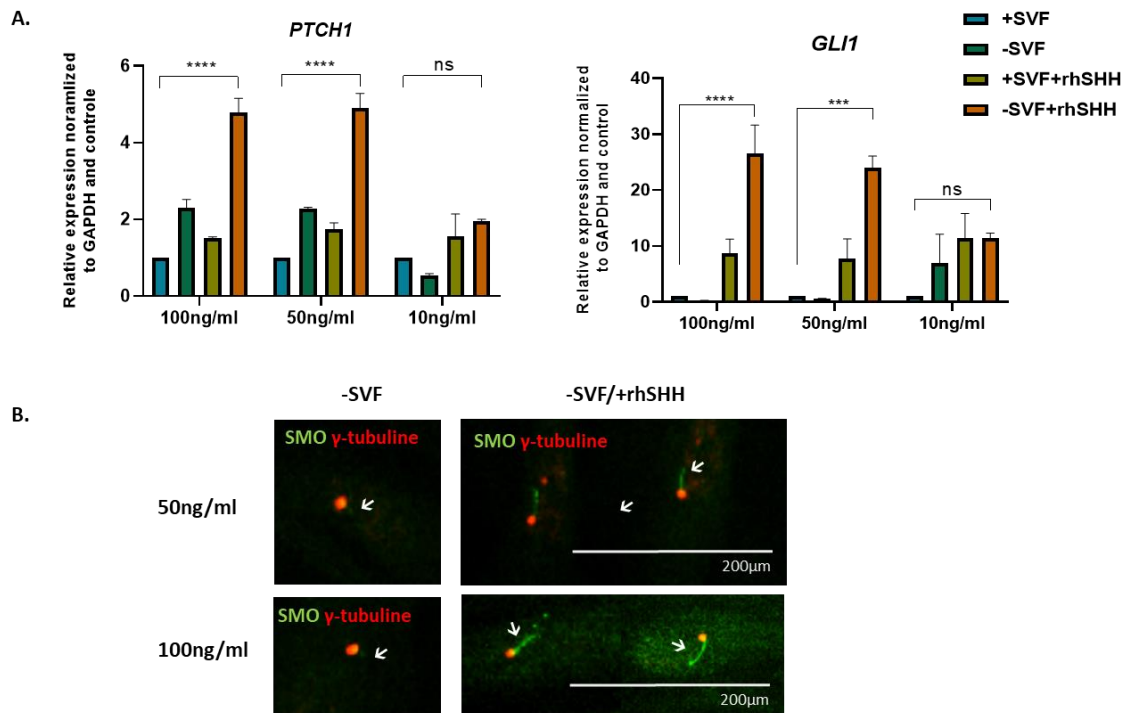 A.
PTCH1
Relative expression noramlized
to GAPDH and controle
6
4
2
0
****
****
ns
100ng/ml
50ng/ml
10ng/ml
GLI1
Relative expression normalized
to GAPDH and control
40
30
20
10
0
****
***
ns
100ng/ml
50ng/ml
10ng/ml
+SVF
-SVF
+SVF+rhSHH
-SVF+rhSHH
B.
-SVF
-SVF/+rhSHH
50ng/ml
SMO γ-tubuline
SMO γ-tubuline
200µm
100ng/ml
SMO γ-tubuline
200µm